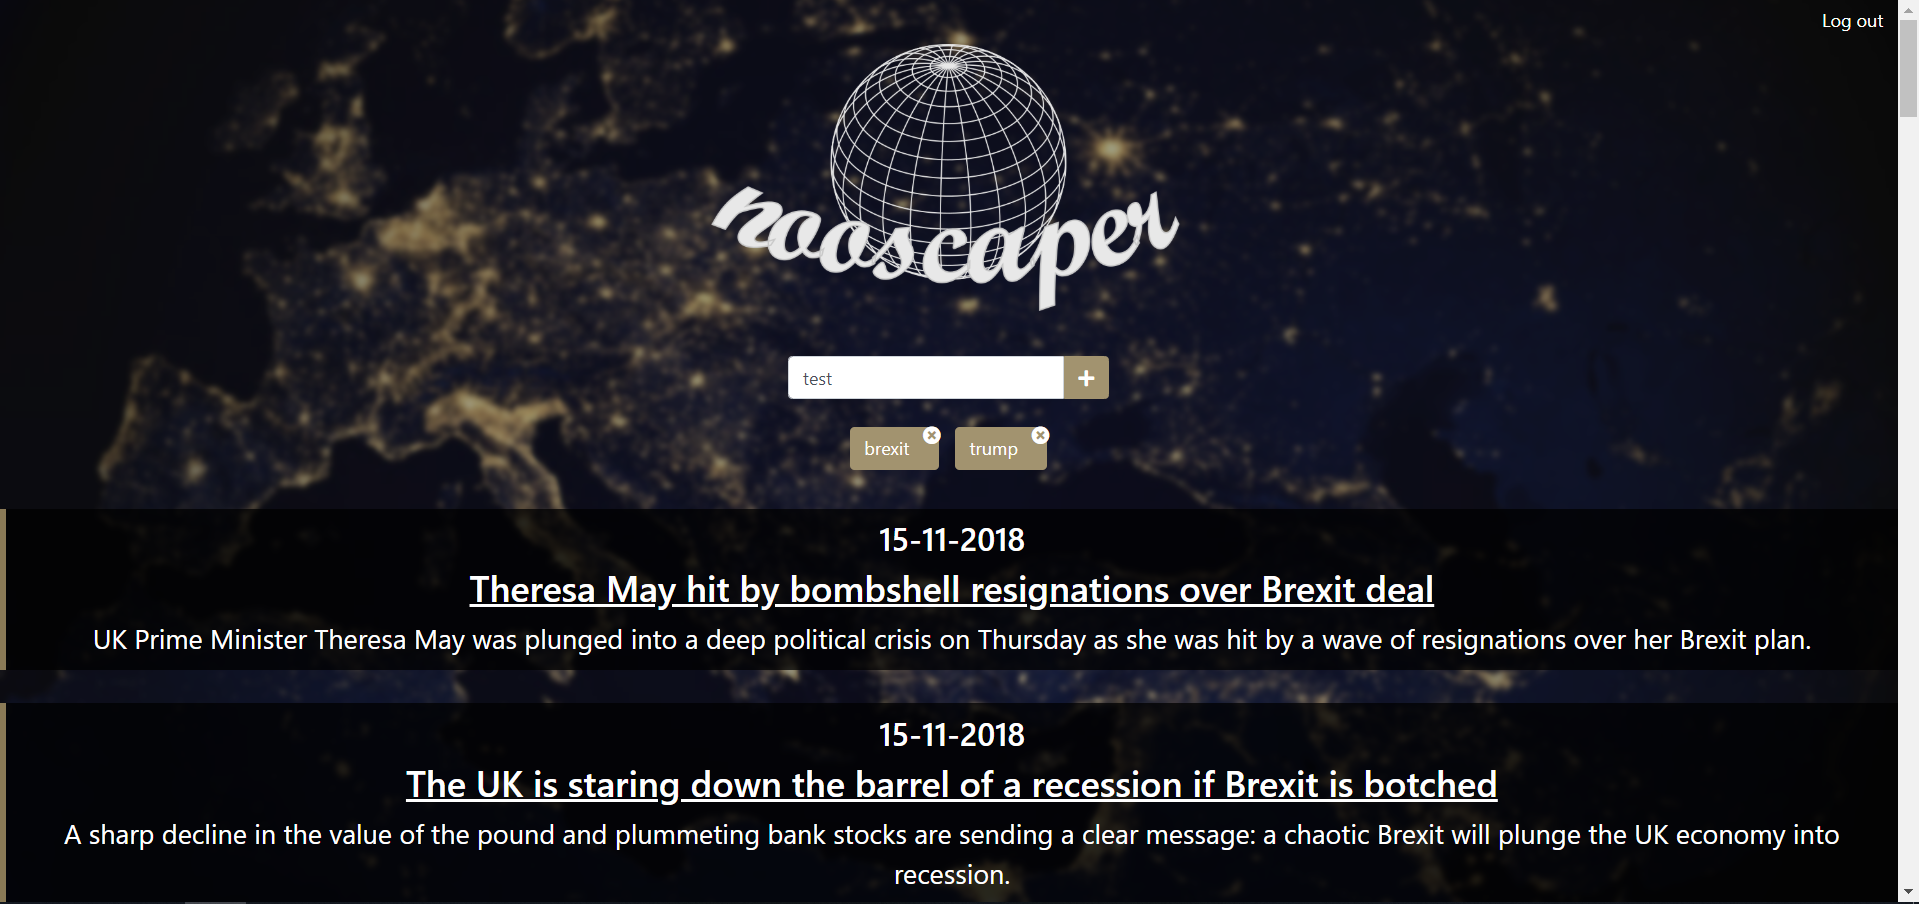 Log out
nooscaper
test
brexit
trump
15-11-2018
Theresa May hit by bombshell resignations over Brexit deal
UK Prime Minister Theresa May was plunged into a deep political crisis on Thursday as she was hit by a wave of resignations over her Brexit plan.
15-11-2018
The UK is staring down the barrel of a recession if Brexit is botched
A sharp decline in the value of the pound and plummeting bank stocks are sending a clear message: a chaotic Brexit will plunge the UK economy into
recession.